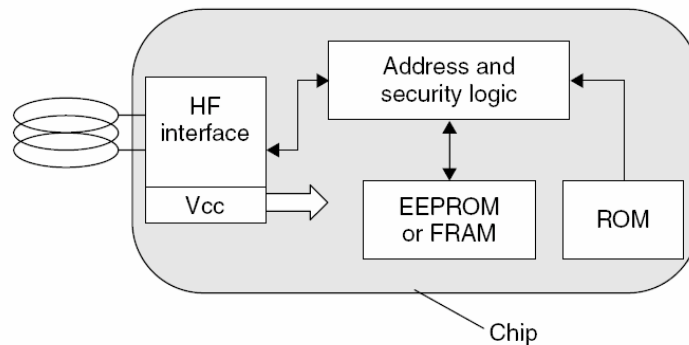 Address and
security logic
HF
interface
Vcc
EEPROM
or FRAM
ROM
Chip